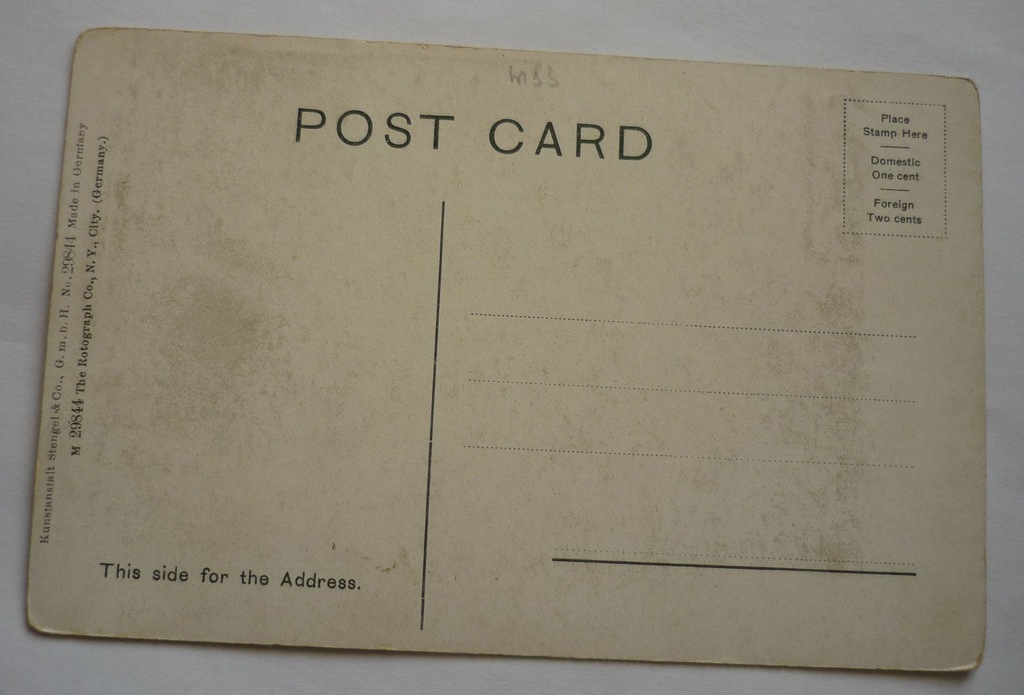 POST CARD
Place
Stamp Here
Domestic
One cent
Foreign
Two cents
Kunstanstalt Stengel & Co., G. m. b. H. No. 29844 Made in Germany
M 29844 The Rotograph Co., N. Y., City. (Germany.)
This side for the Address.